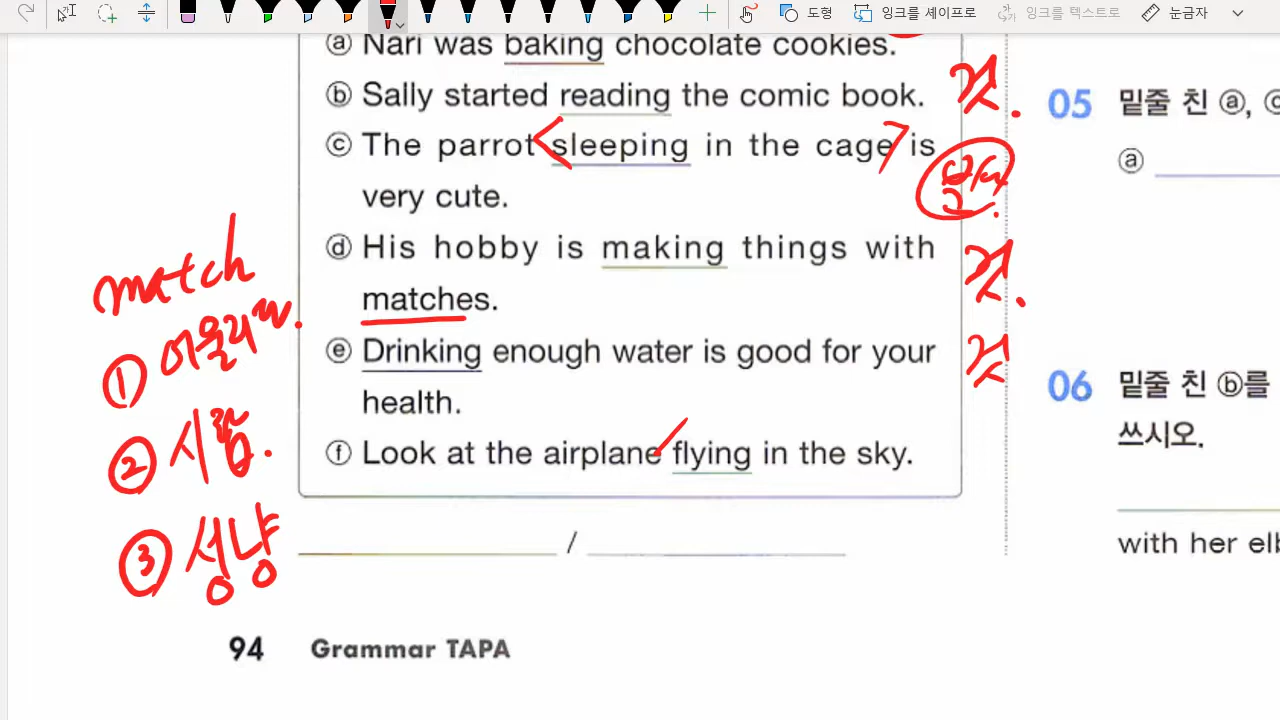 도형
잉크를 셰이프로
잉크를 텍스트로
눈금자
ⓐ Nari was baking chocolate cookies.
ⓑ Sally started reading the comic book.
것.
ⓒ The parrot <sleeping in the cage> is
very cute.
ⓓ His hobby is making things with
것.
matches.
ⓔ Drinking enough water is good for your
것
health.
ⓕ Look at the airplane / flying in the sky.
/
match
① 어울리다.
② 시합.
③ 성냥
94 Grammar TAPA
05 밑줄 친 ⓐ,
ⓐ
06 밑줄 친 ⓑ를
쓰시오.
with her